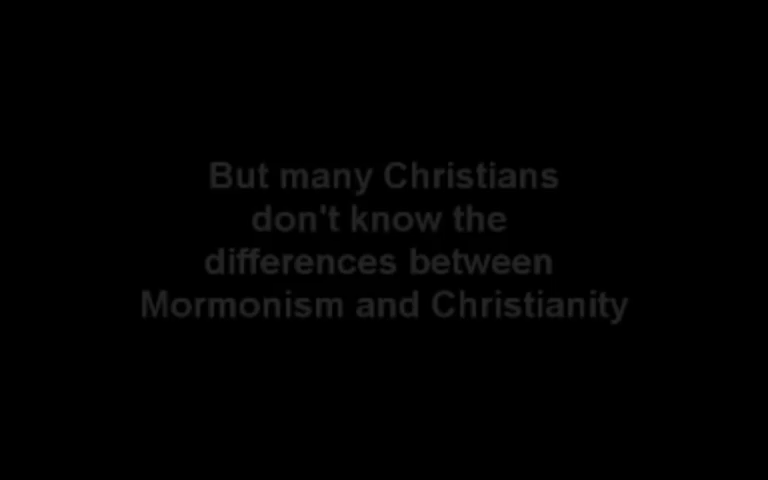 But many Christians
don't know the
differences between
Mormonism and Christianity